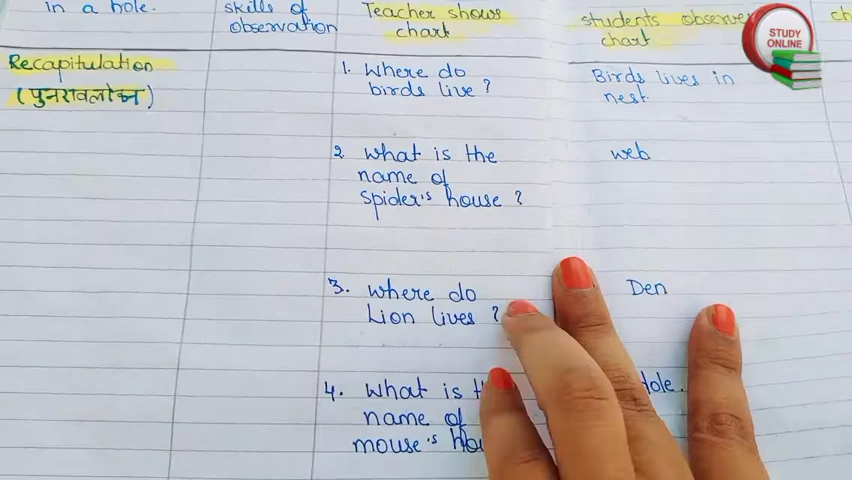 in a hole.
skills of
observation
Teacher shows
chart
students observe
chart
STUDY
ONLINE
Recapitulation
(पुनरावलोकन)
1. Where do
birds live ?
Birds lives in
nest.
2. What is the
name of
spider's house ?
web
3. where do
Lion lives ?
Den
4. What is
name of
mouse's
Hole.